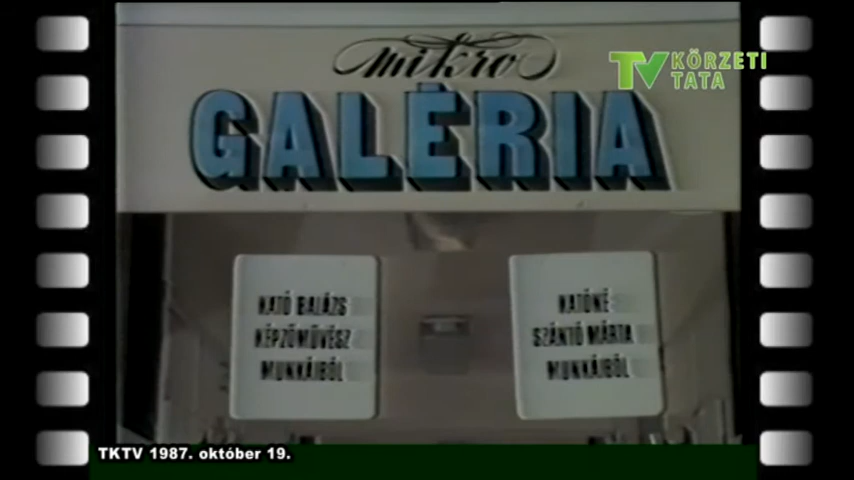 mikro
GALÉRIA
TV KÖRZETI
TATA
KATÓ BALÁZS
KÉPZŐMŰVÉSZ
MUNKÁIBÓL
KATÓNÉ
SZÁNTÓ MÁRTA
MUNKÁIBÓL
TKTV 1987. október 19.